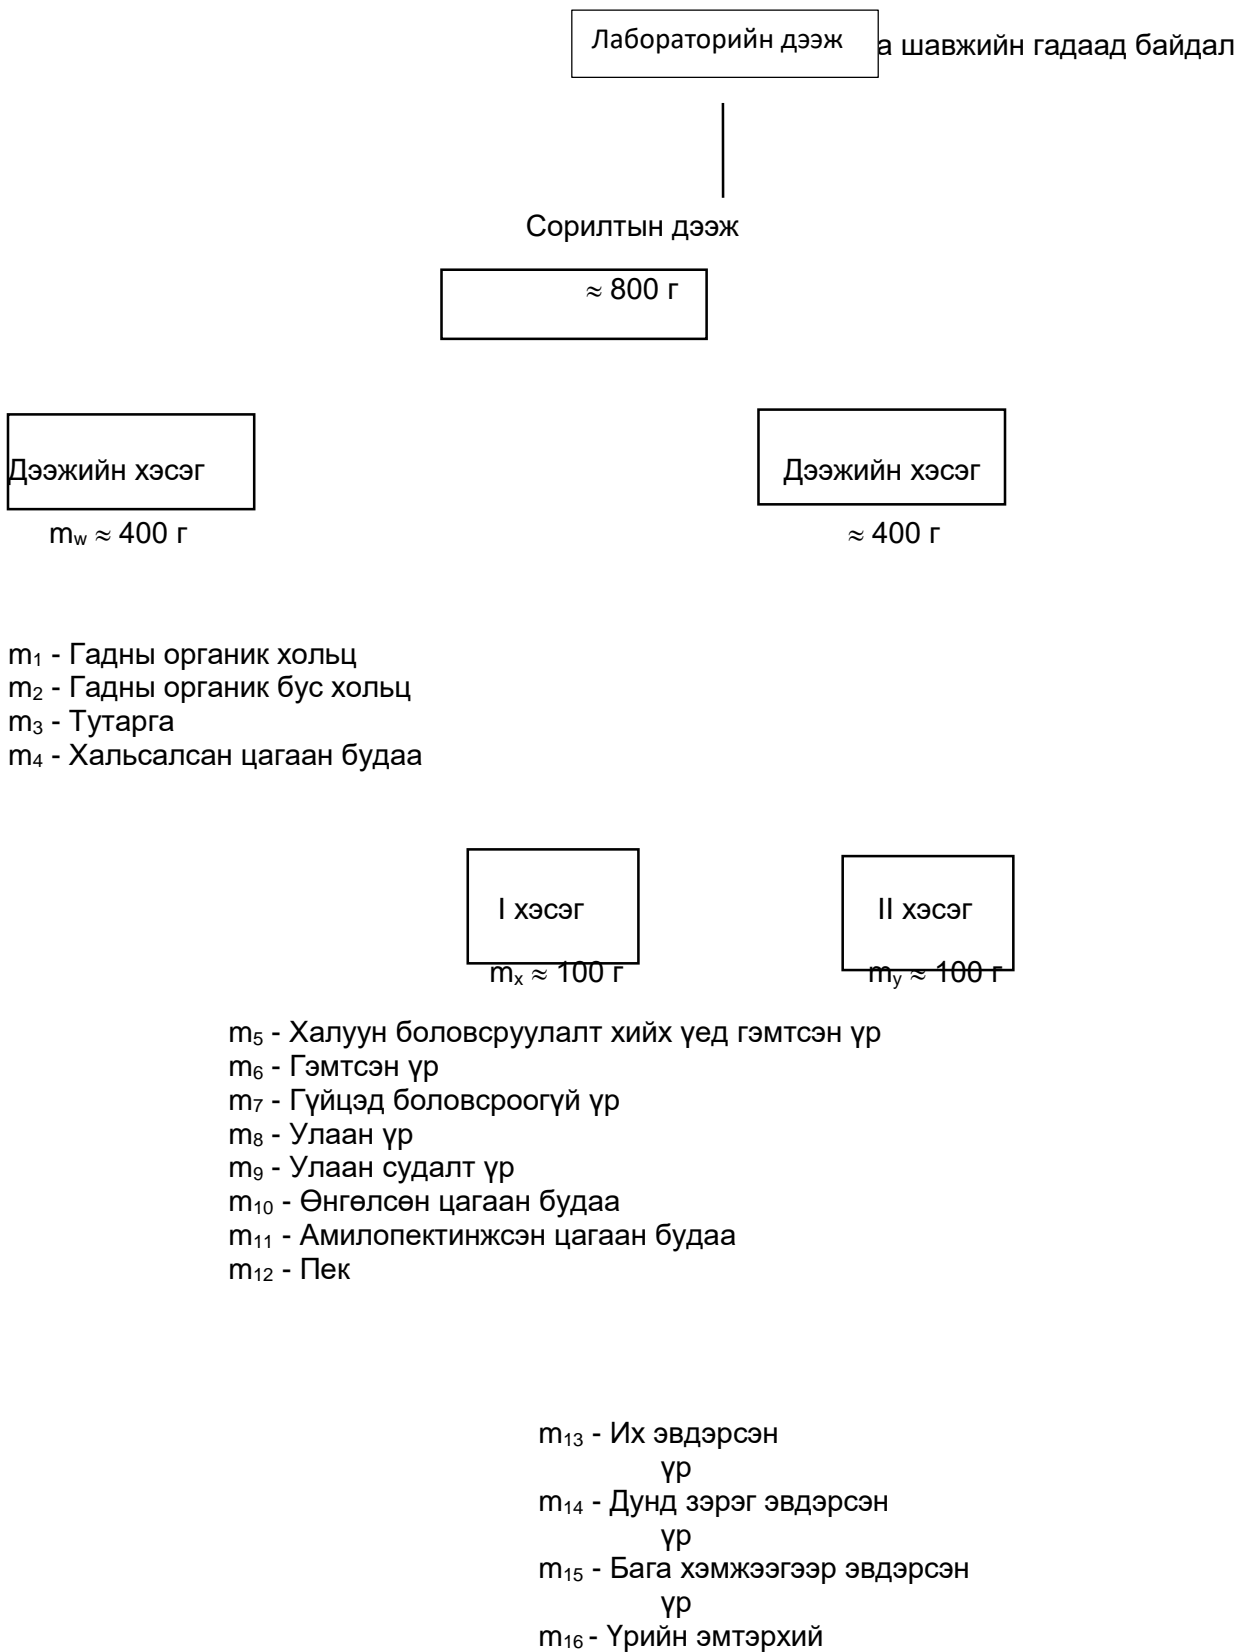 Лабораторийн дээж а шавжийн гадаад байдал
Сорилтын дээж
≈ 800 г
Дээжийн хэсэг
Дээжийн хэсэг
m_w ≈ 400 г
≈ 400 г
m₁ - Гадны органик хольц
m₂ - Гадны органик бус хольц
m₃ - Тутарга
m₄ - Хальсалсан цагаан будаа
I хэсэг
II хэсэг
mₓ ≈ 100 г
m_y ≈ 100 г
m₅ - Халуун боловсруулалт хийх үед гэмтсэн үр
m₆ - Гэмтсэн үр
m₇ - Гүйцэд боловсроогүй үр
m₈ - Улаан үр
m₉ - Улаан судалт үр
m₁₀ - Өнгөлсөн цагаан будаа
m₁₁ - Амилопектинжсэн цагаан будаа
m₁₂ - Пек
m₁₃ - Их эвдэрсэн
үр
m₁₄ - Дунд зэрэг эвдэрсэн
үр
m₁₅ - Бага хэмжээгээр эвдэрсэн
үр
m₁₆ - Үрийн эмтэрхий